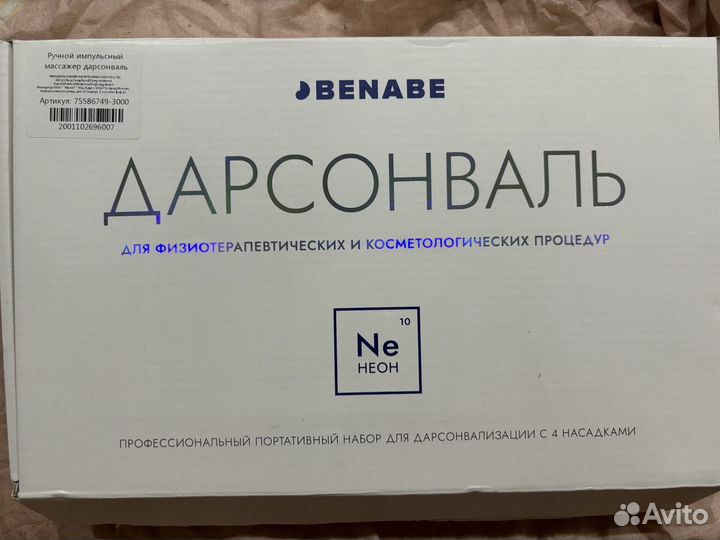 Ручной импульсный
массажер дарсонваль
Артикул: 75586749-3000
2001102696007
BENABE
ДАРСОНВАЛЬ
ДЛЯ ФИЗИОТЕРАПЕВТИЧЕСКИХ И КОСМЕТОЛОГИЧЕСКИХ ПРОЦЕДУР
10
Ne
НЕОН
ПРОФЕССИОНАЛЬНЫЙ ПОРТАТИВНЫЙ НАБОР ДЛЯ ДАРСОНВАЛИЗАЦИИ С 4 НАСАДКАМИ
Avito